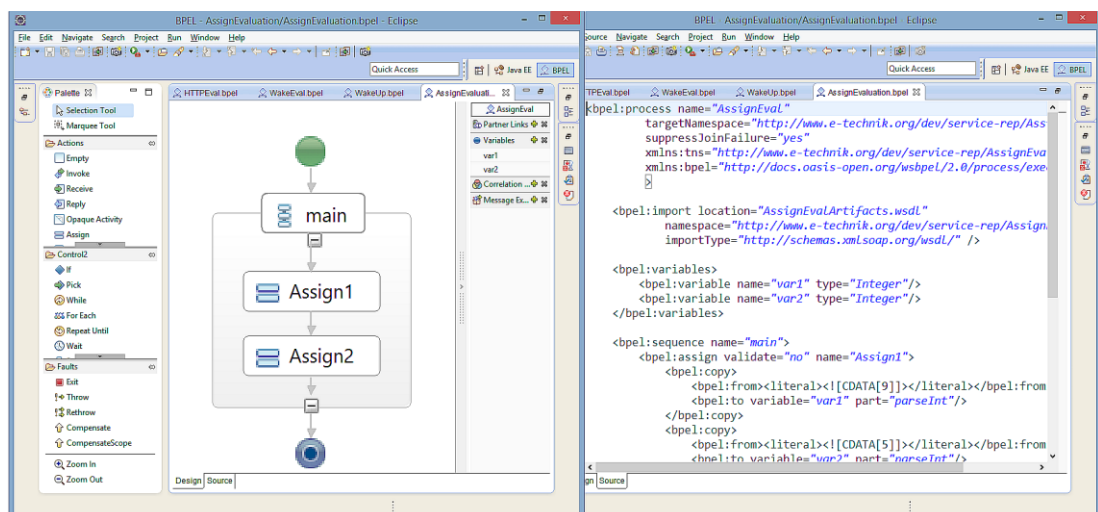 BPEL - AssignEvaluation/AssignEvaluation.bpel - Eclipse
File Edit Navigate Search Project Run Window Help
Quick Access
Java EE
BPEL
Palette
Selection Tool
Marquee Tool
Actions
Empty
Invoke
Receive
Reply
Opaque Activity
Assign
Control2
If
Pick
While
For Each
Repeat Until
Wait
Faults
Exit
Throw
Rethrow
Compensate
CompensateScope
Zoom In
Zoom Out
HTTPEval.bpel
WakeEval.bpel
WakeUp.bpel
AssignEvaluati...
main
Assign1
Assign2
AssignEval
Partner Links
Variables
var1
var2
Correlation ...
Message Ex...
Design Source
BPEL - AssignEvaluation/AssignEvaluation.bpel - Eclipse
ource Navigate Search Project Run Window Help
Quick Access
Java EE
BPEL
TPEval.bpel
WakeEval.bpel
WakeUp.bpel
AssignEvaluation.bpel
<bpel:process name="AssignEval"
targetNamespace="http://www.e-technik.org/dev/service-rep/Ass
suppressJoinFailure="yes"
xmlns:tns="http://www.e-technik.org/dev/service-rep/AssignEva
xmlns:bpel="http://docs.oasis-open.org/wsbpel/2.0/process/exe
>
<bpel:import location="AssignEvalArtifacts.wsdl"
namespace="http://www.e-technik.org/dev/service-rep/Assign
importType="http://schemas.xmlsoap.org/wsdl/" />
<bpel:variables>
<bpel:variable name="var1" type="Integer"/>
<bpel:variable name="var2" type="Integer"/>
</bpel:variables>
<bpel:sequence name="main">
<bpel:assign validate="no" name="Assign1">
<bpel:copy>
<bpel:from><literal><![CDATA[9]]></literal></bpel:from
<bpel:to variable="var1" part="parseInt"/>
</bpel:copy>
<bpel:copy>
<bpel:from><literal><![CDATA[5]]></literal></bpel:from
<bpel:to variable="var2" part="parseInt"/>
gn Source